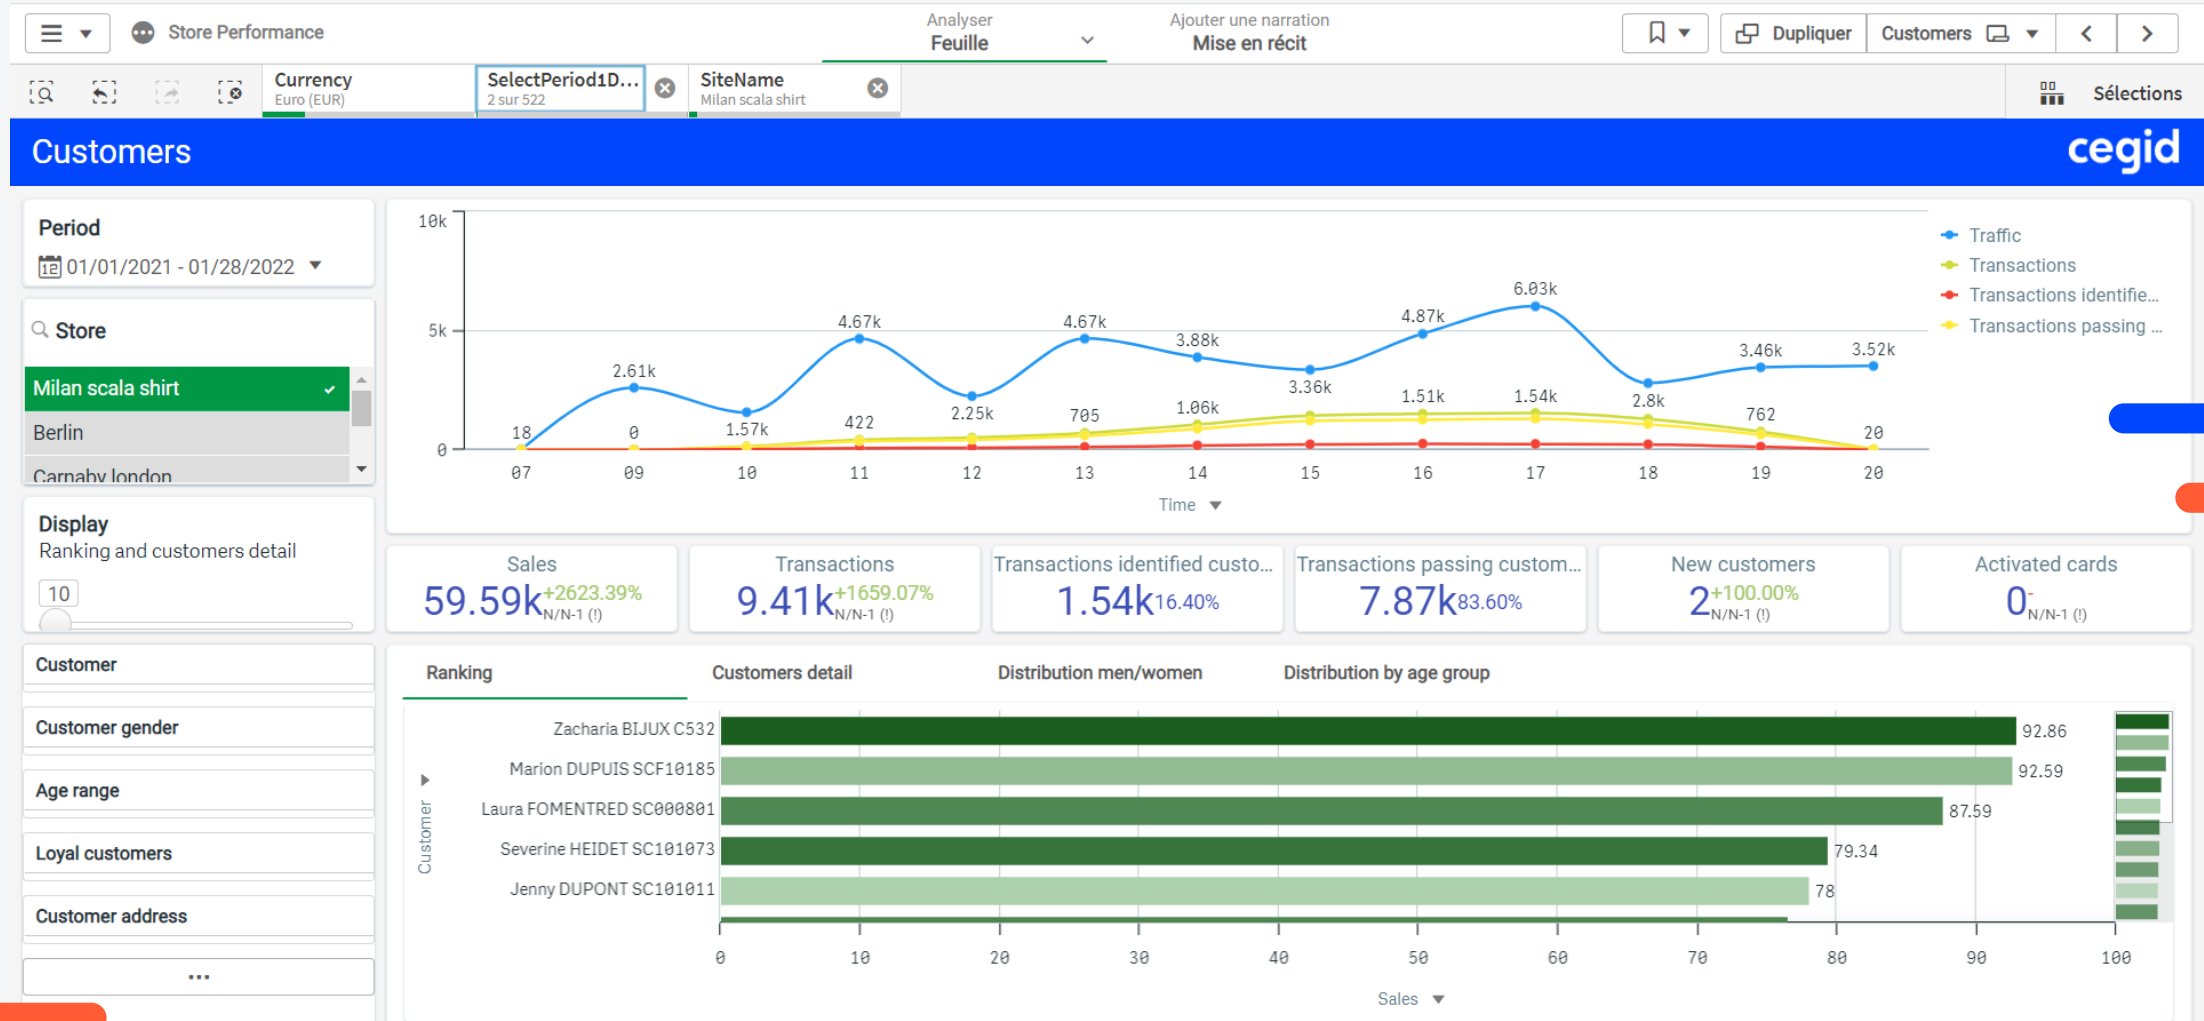 Store Performance
Analyser
Feuille
Ajouter une narration
Mise en récit
Dupliquer
Customers
Currency
Euro (EUR)
SelectPeriod1D...
2 sur 522
SiteName
Milan scala shirt
Sélections
Customers
cegid
Period
12 01/01/2021 - 01/28/2022
Store
Milan scala shirt
Berlin
Carnaby london
Display
Ranking and customers detail
10
Customer
Customer gender
Age range
Loyal customers
Customer address
...
10k
5k
0
18
2.61k
0
1.57k
4.67k
422
2.25k
4.67k
705
3.88k
1.06k
3.36k
4.87k
1.51k
6.03k
1.54k
2.8k
3.46k
762
3.52k
20
07 09 10 11 12 13 14 15 16 17 18 19 20
Time
Traffic
Transactions
Transactions identifie...
Transactions passing ...
Sales
59.59k +2623.39%
N/N-1 (!)
Transactions
9.41k +1659.07%
N/N-1 (!)
Transactions identified custo...
1.54k 16.40%
Transactions passing custom...
7.87k 83.60%
New customers
2 +100.00%
N/N-1 (!)
Activated cards
0 -
N/N-1 (!)
Ranking
Customers detail
Distribution men/women
Distribution by age group
Customer
Zacharia BIJUX C532 92.86
Marion DUPUIS SCF10185 92.59
Laura FOMENTRED SC000801 87.59
Severine HEIDET SC101073 79.34
Jenny DUPONT SC101011 78
0 10 20 30 40 50 60 70 80 90 100
Sales